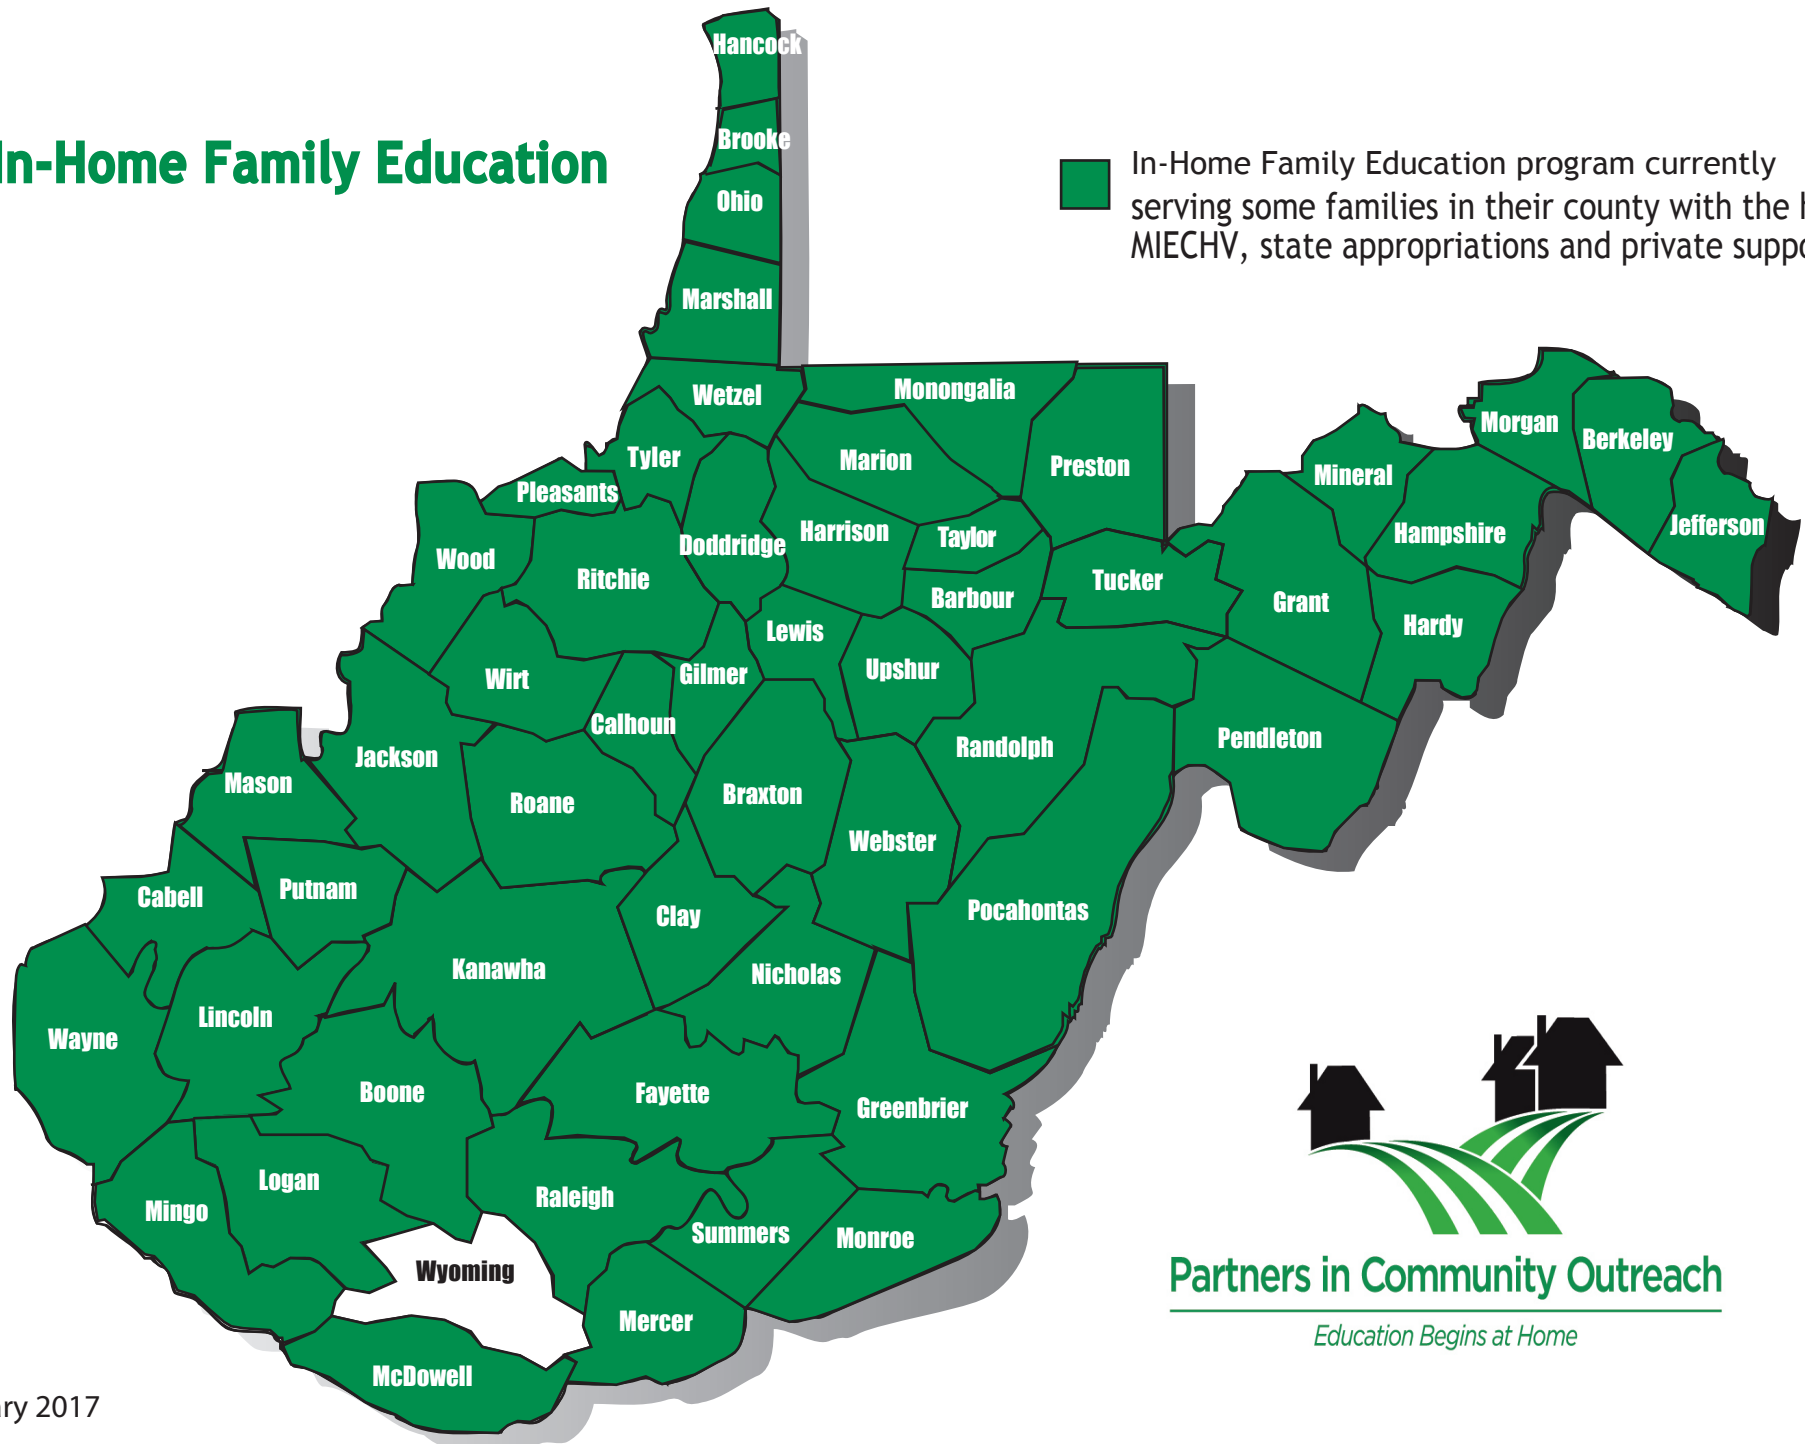 In-Home Family Education
In-Home Family Education program currently
serving some families in their county with the
MIECHV, state appropriations and private
Hancock
Brooke
Ohio
Marshall
Wetzel
Monongalia
Tyler
Marion
Preston
Pleasants
Morgan
Berkeley
Mineral
Hampshire
Jefferson
Wood
Ritchie
Doddridge
Harrison
Taylor
Barbour
Tucker
Grant
Hardy
Lewis
Wirt
Gilmer
Upshur
Calhoun
Randolph
Pendleton
Jackson
Mason
Roane
Braxton
Webster
Cabell
Putnam
Clay
Pocahontas
Kanawha
Nicholas
Lincoln
Wayne
Boone
Fayette
Greenbrier
Logan
Mingo
Raleigh
Summers
Monroe
Wyoming
Mercer
McDowell
Partners in Community Outreach
Education Begins at Home
2017